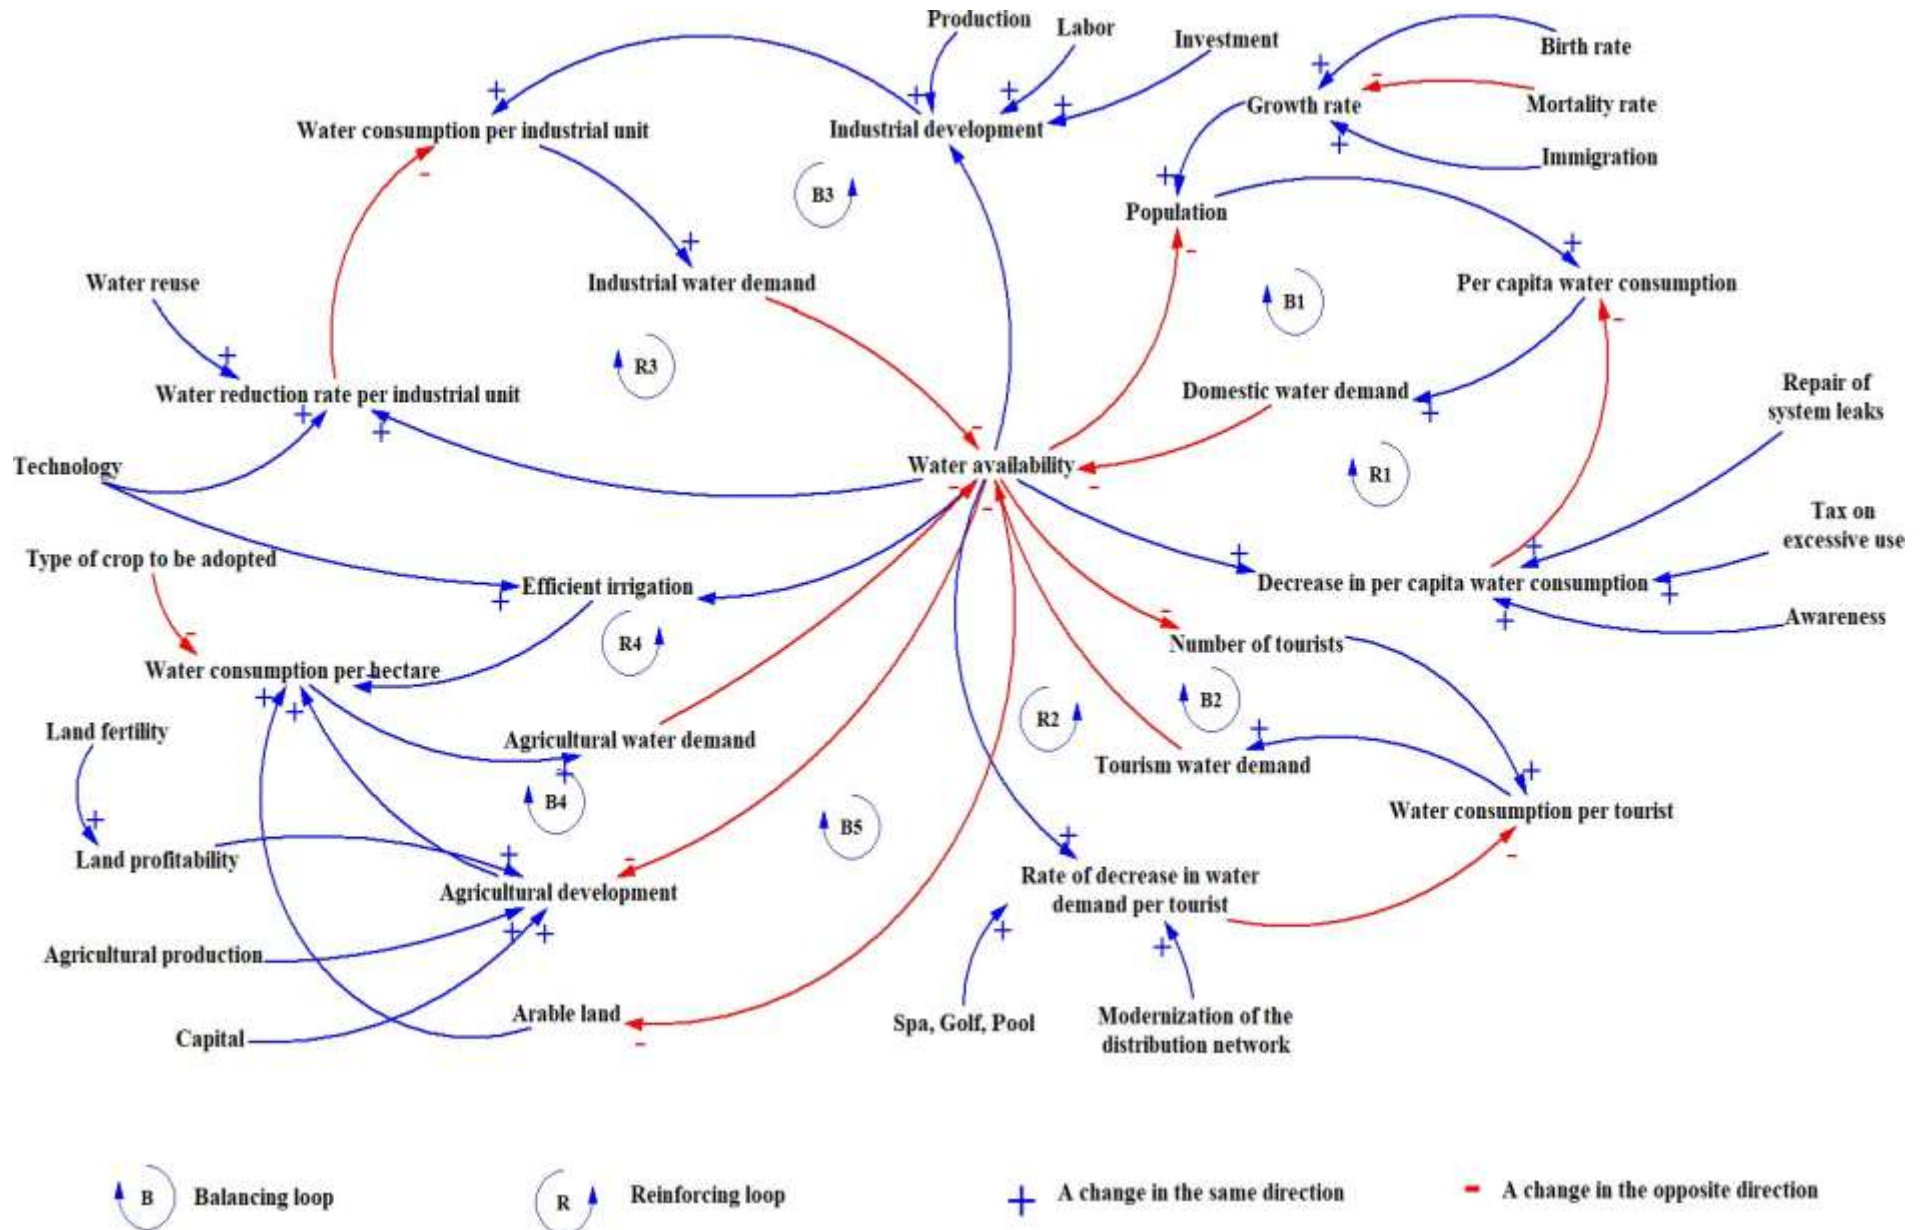 Production
Labor
Investment
Birth rate
Growth rate
Mortality rate
Water consumption per industrial unit
Industrial development
Immigration
B3
Population
Water reuse
Industrial water demand
B1
Per capita water consumption
R3
Water reduction rate per industrial unit
Domestic water demand
Repair of
system leaks
Technology
Water availability
R1
Tax on
excessive use
Type of crop to be adopted
Efficient irrigation
Decrease in per capita water consumption
Awareness
R4
Number of tourists
Water consumption per hectare
B2
R2
Land fertility
Agricultural water demand
Tourism water demand
B4
B5
Water consumption per tourist
Land profitability
Rate of decrease in water
demand per tourist
Agricultural development
Agricultural production
Arable land
Spa, Golf, Pool
Modernization of the
distribution network
Capital
B Balancing loop
R Reinforcing loop
+ A change in the same direction
- A change in the opposite direction